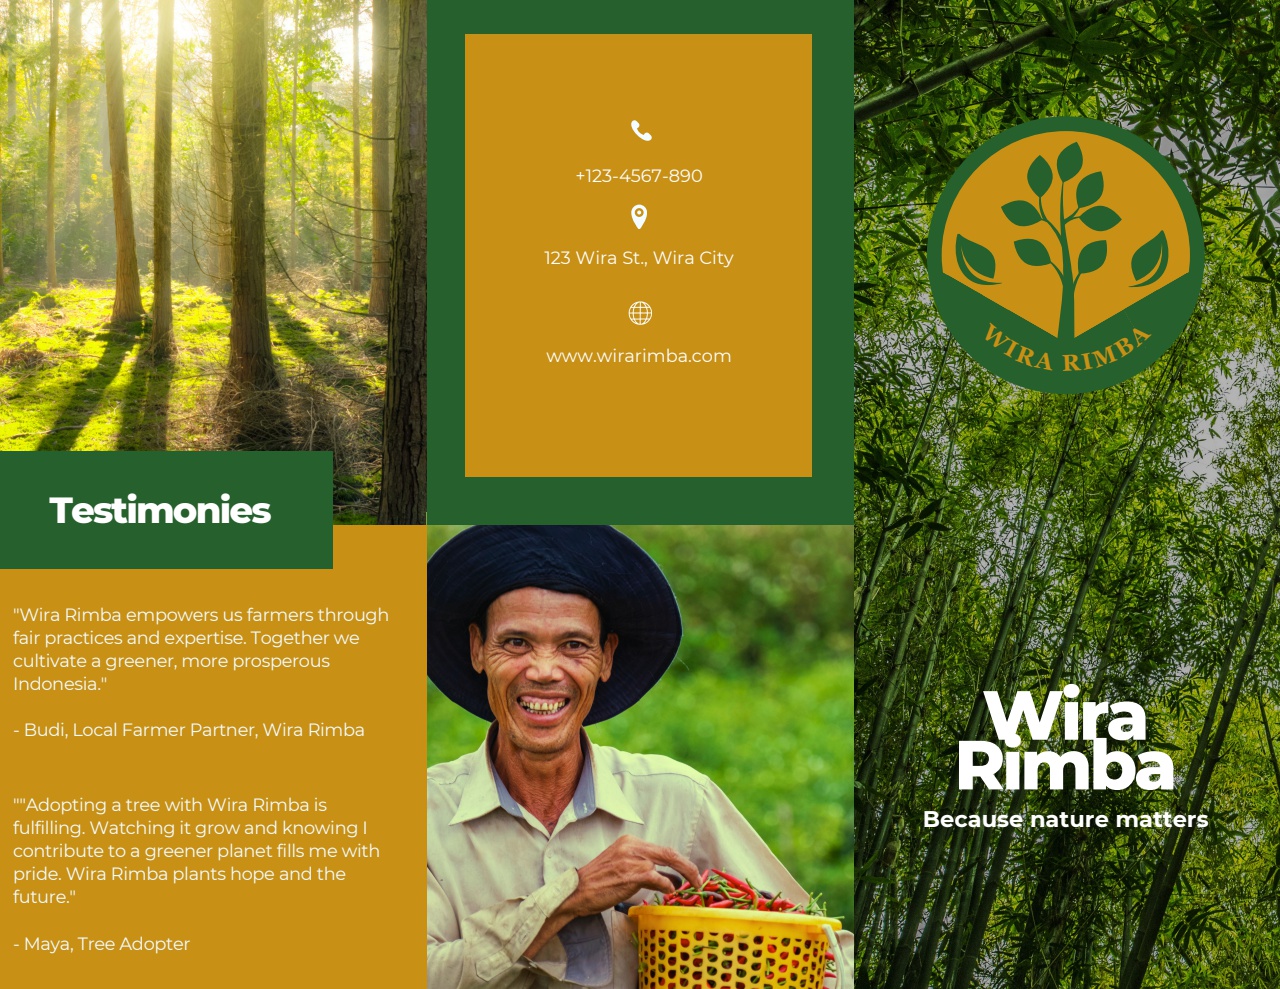 Testimonies
"Wira Rimba empowers us farmers through
fair practices and expertise. Together we
cultivate a greener, more prosperous
Indonesia."
- Budi, Local Farmer Partner, Wira Rimba
""Adopting a tree with Wira Rimba is
fulfilling. Watching it grow and knowing I
contribute to a greener planet fills me with
pride. Wira Rimba plants hope and the
future."
- Maya, Tree Adopter
+123-4567-890
123 Wira St., Wira City
www.wirarimba.com
WIRA RIMBA
Wira
Rimba
Because nature matters